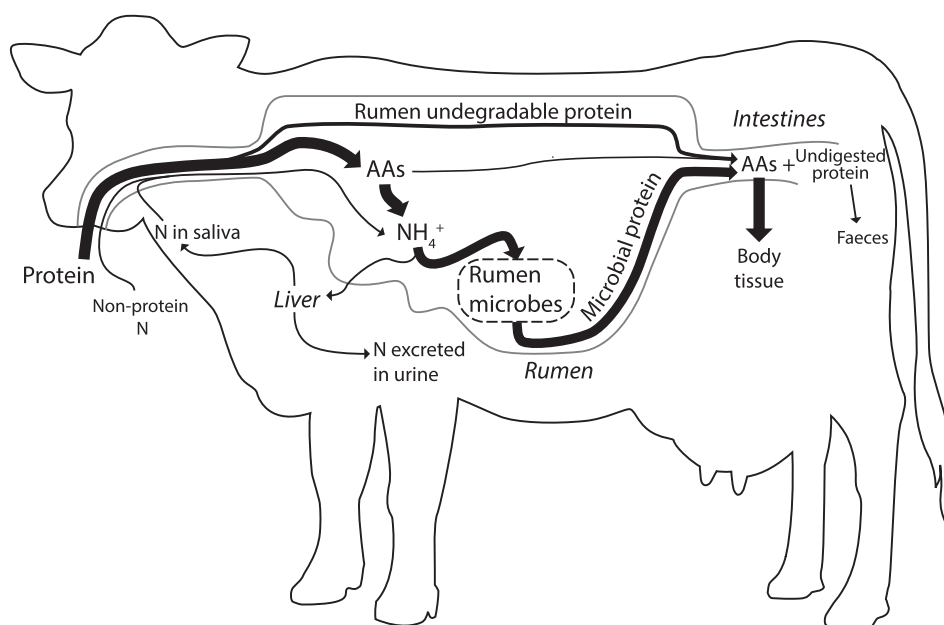 Rumen undegradable protein
Intestines
AAs
AAs + Undigested
protein
N in saliva
NH₄⁺
Microbial protein
Faeces
Protein
Body
tissue
Rumen
microbes
Non-protein
N
Liver
N excreted
in urine
Rumen